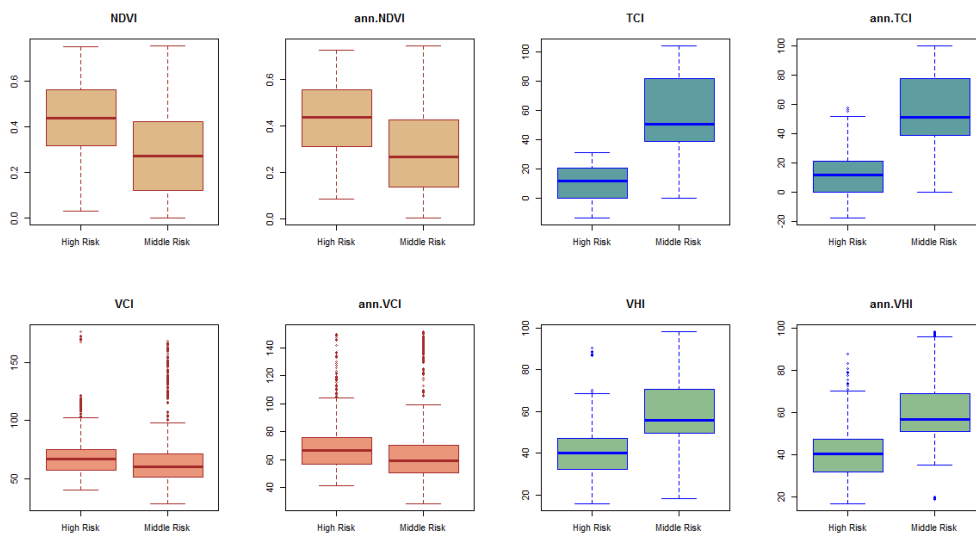 NDVI
0.6
0.4
0.2
0.0
High Risk Middle Risk
ann.NDVI
0.6
0.4
0.2
0.0
High Risk Middle Risk
TCI
100
80
60
40
20
0
High Risk Middle Risk
ann.TCI
100
80
60
40
20
0
-20
High Risk Middle Risk
VCI
150
100
50
High Risk Middle Risk
ann.VCI
140
120
100
80
60
40
High Risk Middle Risk
VHI
100
80
60
40
20
High Risk Middle Risk
ann.VHI
100
80
60
40
20
High Risk Middle Risk